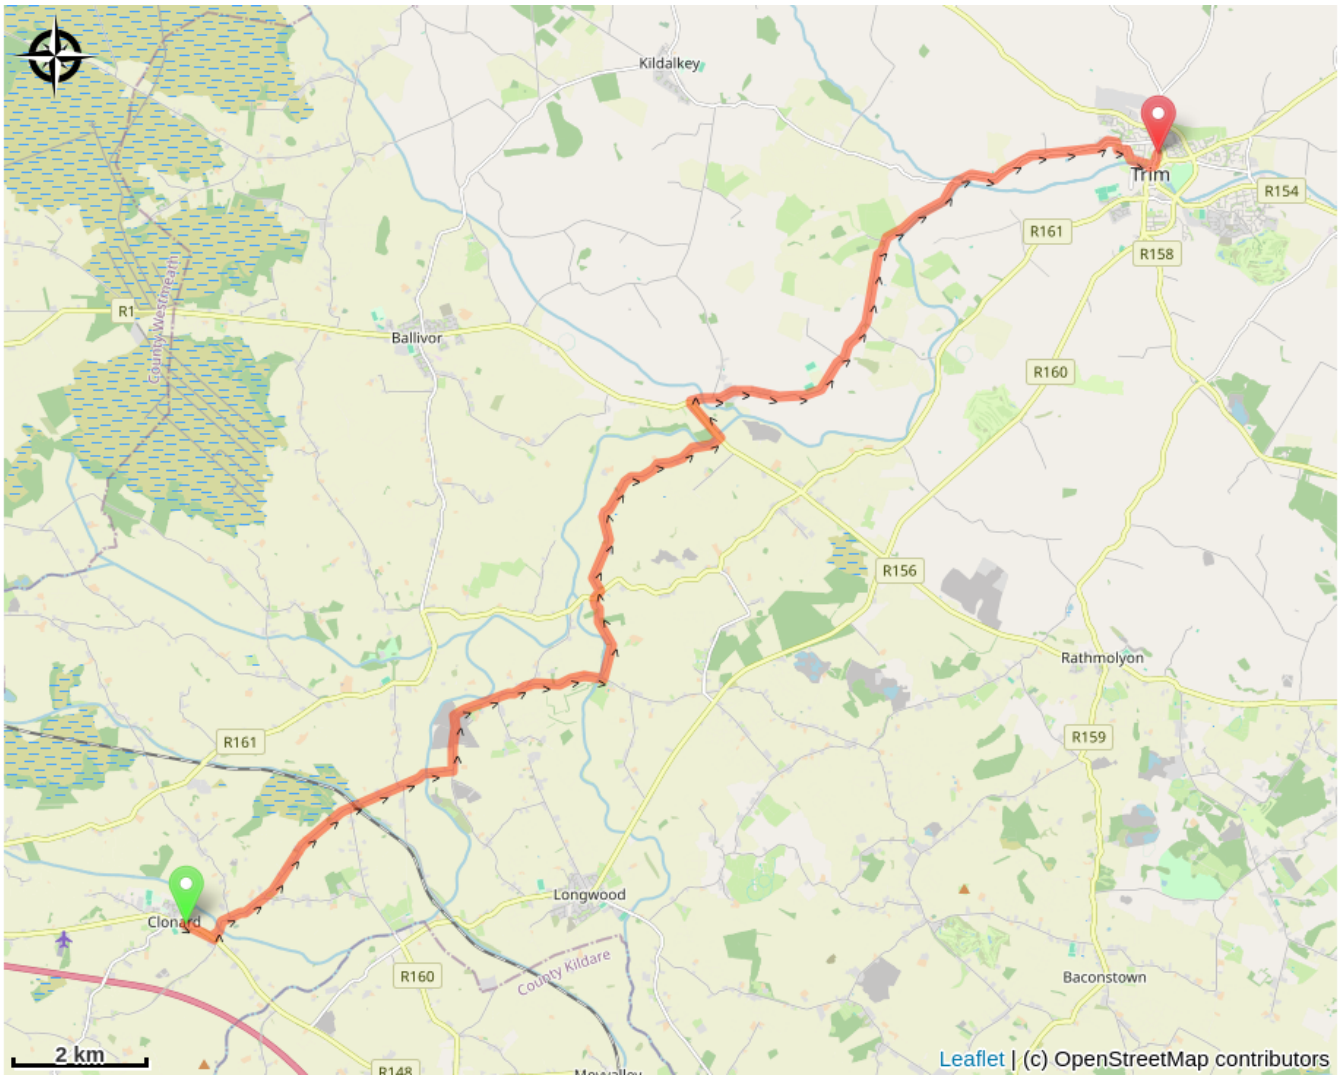 Kildalkey
Trim
R154
R161
R158
County Westmeath
R1
Ballivor
R160
R156
Rathmolyon
R161
R159
Longwood
Clonard
County Kildare
R160
Baconstown
2 km
R148
Leaflet | (c) OpenStreetMap contributors